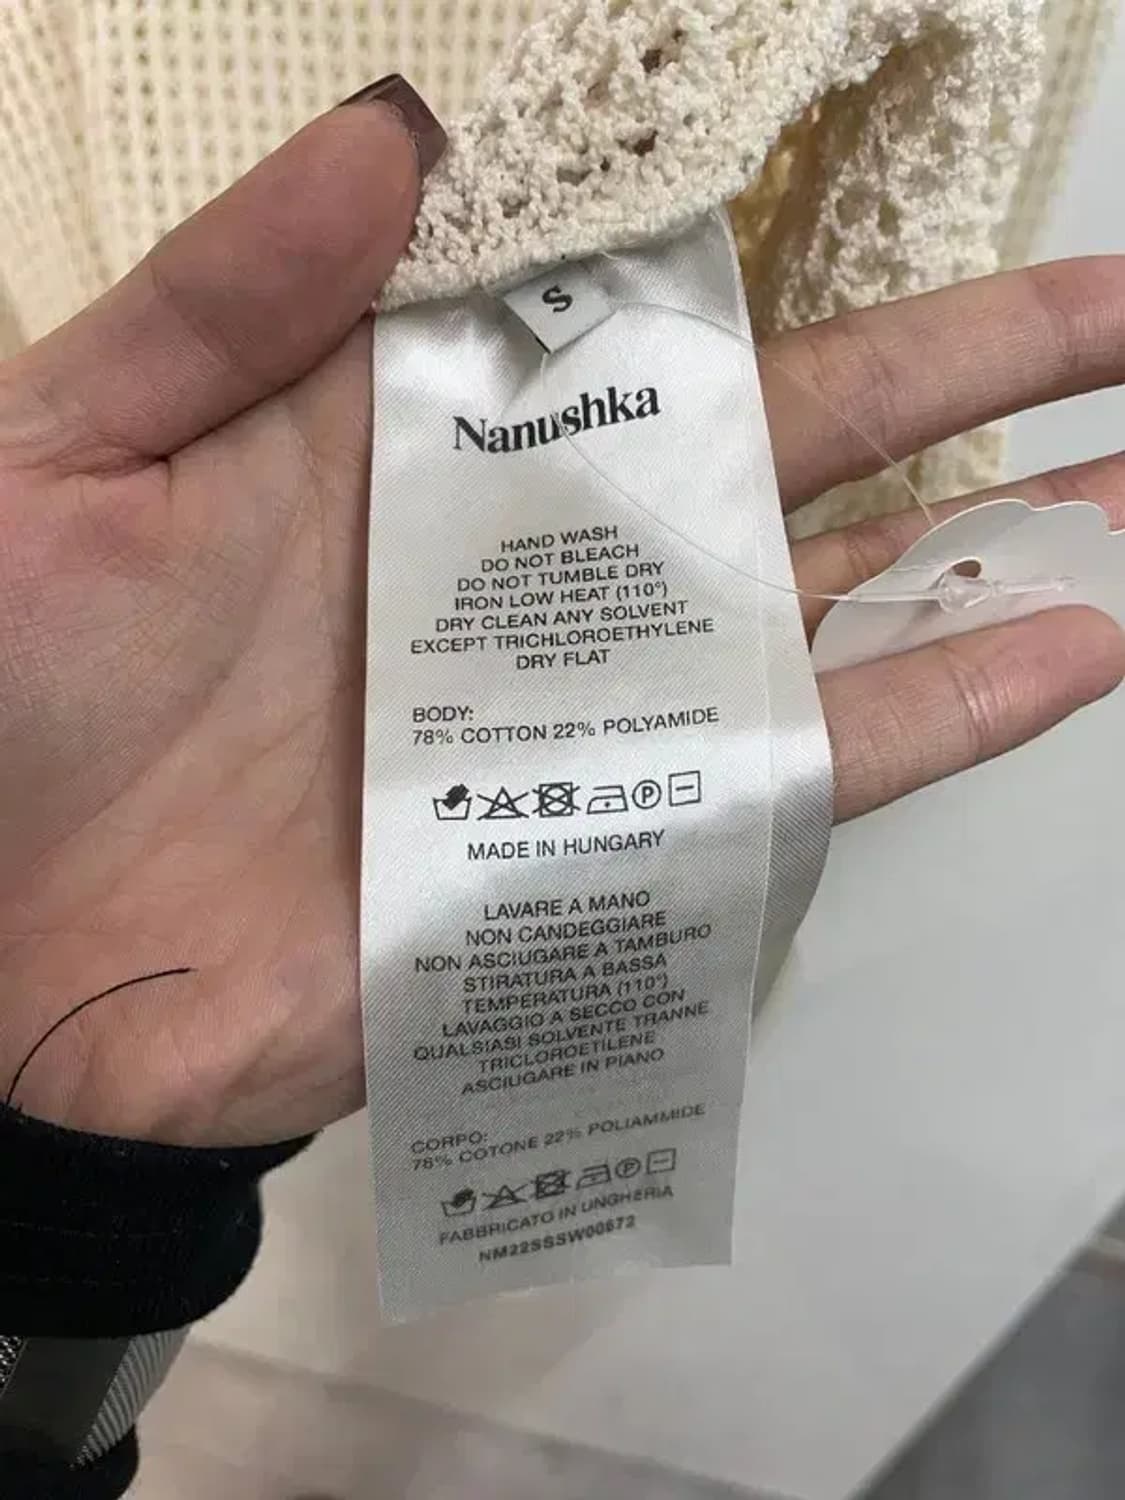 S
Nanushka
HAND WASH
DO NOT BLEACH
DO NOT TUMBLE DRY
IRON LOW HEAT (110°)
DRY CLEAN ANY SOLVENT
EXCEPT TRICHLOROETHYLENE
DRY FLAT
BODY:
78% COTTON 22% POLYAMIDE
P
MADE IN HUNGARY
LAVARE A MANO
NON CANDEGGIARE
NON ASCIUGARE A TAMBURO
STIRATURA A BASSA
TEMPERATURA (110°)
LAVAGGIO A SECCO CON
QUALSIASI SOLVENTE TRANNE
TRICLOROETILENE
ASCIUGARE IN PIANO
CORPO:
78% COTONE 22% POLIAMMIDE
P
FABBRICATO IN UNGHERIA
NM22SSSW00672